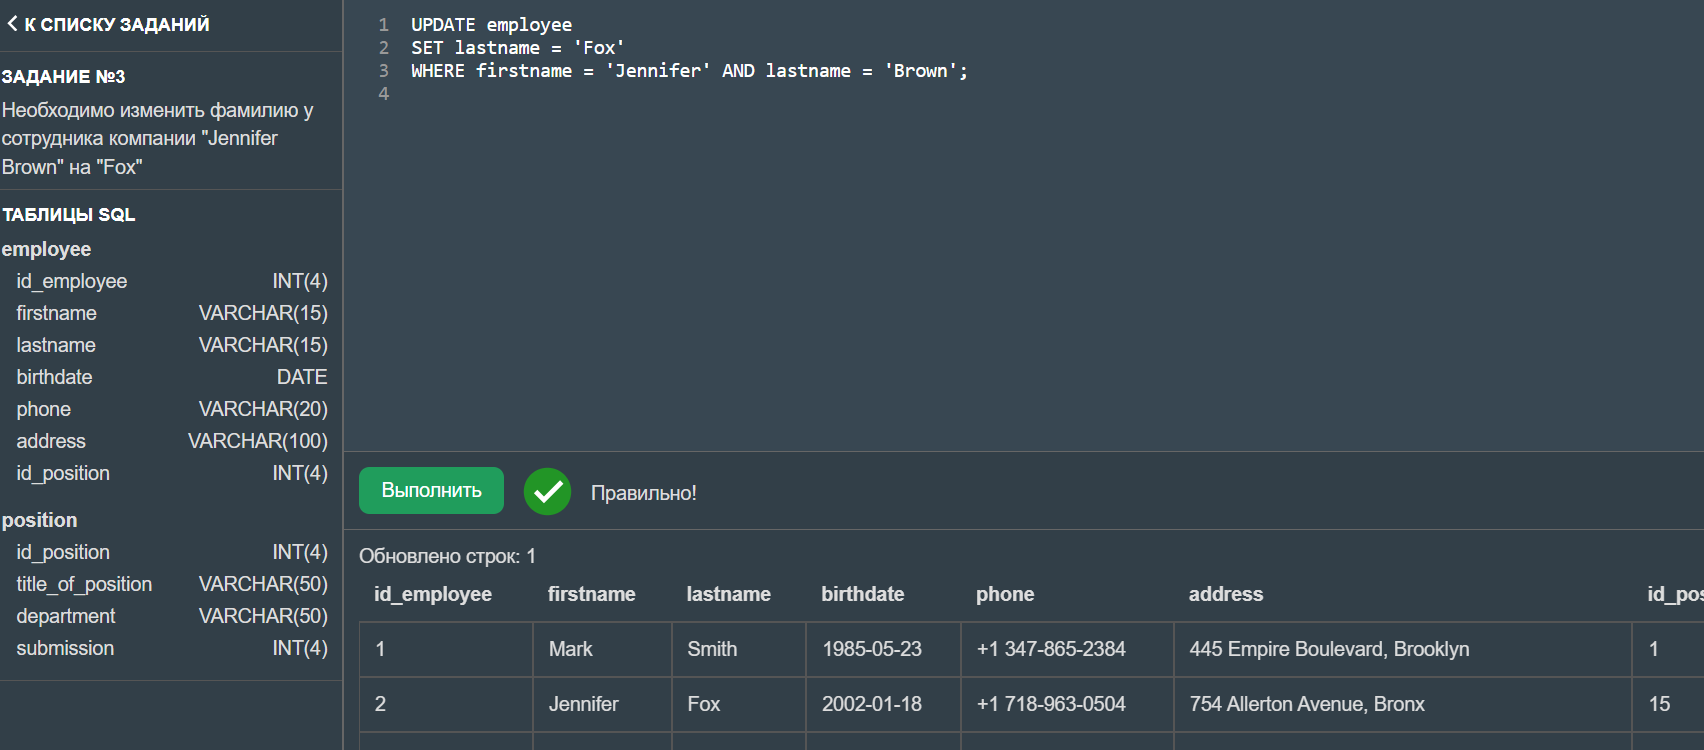 К СПИСКУ ЗАДАНИЙ
ЗАДАНИЕ №3
Необходимо изменить фамилию у
сотрудника компании "Jennifer
Brown" на "Fox"
ТАБЛИЦЫ SQL
employee
id_employee INT(4)
firstname VARCHAR(15)
lastname VARCHAR(15)
birthdate DATE
phone VARCHAR(20)
address VARCHAR(100)
id_position INT(4)
position
id_position INT(4)
title_of_position VARCHAR(50)
department VARCHAR(50)
submission INT(4)
1 UPDATE employee
2 SET lastname = 'Fox'
3 WHERE firstname = 'Jennifer' AND lastname = 'Brown';
4
Выполнить Правильно!
Обновлено строк: 1
id_employee firstname lastname birthdate phone address id_pos
1 Mark Smith 1985-05-23 +1 347-865-2384 445 Empire Boulevard, Brooklyn 1
2 Jennifer Fox 2002-01-18 +1 718-963-0504 754 Allerton Avenue, Bronx 15